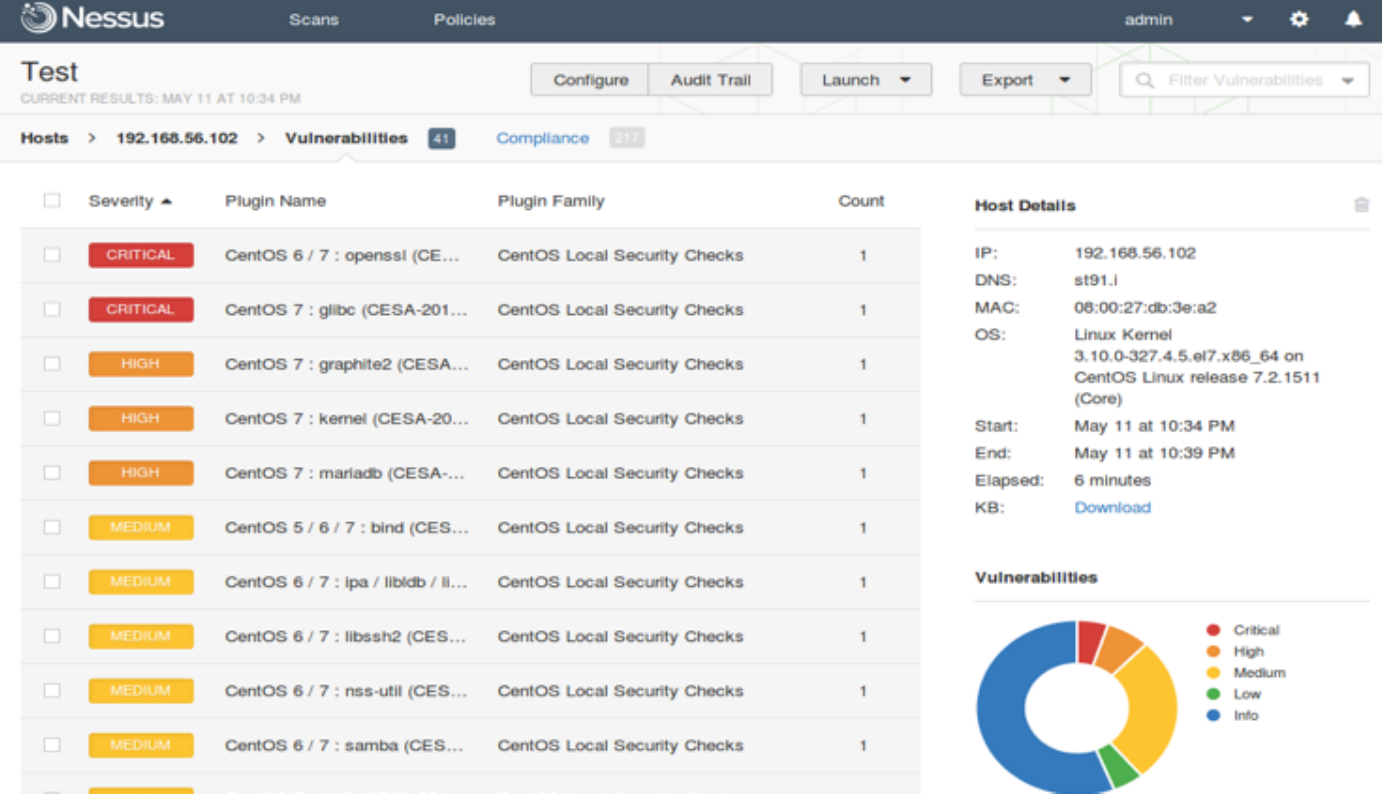 Nessus Scans Policies admin
Test
Configure Audit Trail Launch Export Filter Vulnerabilities
CURRENT RESULTS: MAY 11 AT 10:34 PM
Hosts > 192.168.56.102 > Vulnerabilities 41 Compliance 217
Severity Plugin Name Plugin Family Count
CRITICAL CentOS 6 / 7 : openssl (CE... CentOS Local Security Checks 1
CRITICAL CentOS 7 : glibc (CESA-201... CentOS Local Security Checks 1
HIGH CentOS 7 : graphite2 (CESA... CentOS Local Security Checks 1
HIGH CentOS 7 : kernel (CESA-20... CentOS Local Security Checks 1
HIGH CentOS 7 : mariadb (CESA-... CentOS Local Security Checks 1
MEDIUM CentOS 5 / 6 / 7 : bind (CES... CentOS Local Security Checks 1
MEDIUM CentOS 6 / 7 : ipa / libldb / li... CentOS Local Security Checks 1
MEDIUM CentOS 6 / 7 : libssh2 (CES... CentOS Local Security Checks 1
MEDIUM CentOS 6 / 7 : nss-util (CES... CentOS Local Security Checks 1
MEDIUM CentOS 6 / 7 : samba (CES... CentOS Local Security Checks 1
Host Details
IP: 192.168.56.102
DNS: st91.i
MAC: 08:00:27:db:3e:a2
OS: Linux Kernel
3.10.0-327.4.5.el7.x86_64 on
CentOS Linux release 7.2.1511
(Core)
Start: May 11 at 10:34 PM
End: May 11 at 10:39 PM
Elapsed: 6 minutes
KB: Download
Vulnerabilities
Critical
High
Medium
Low
Info